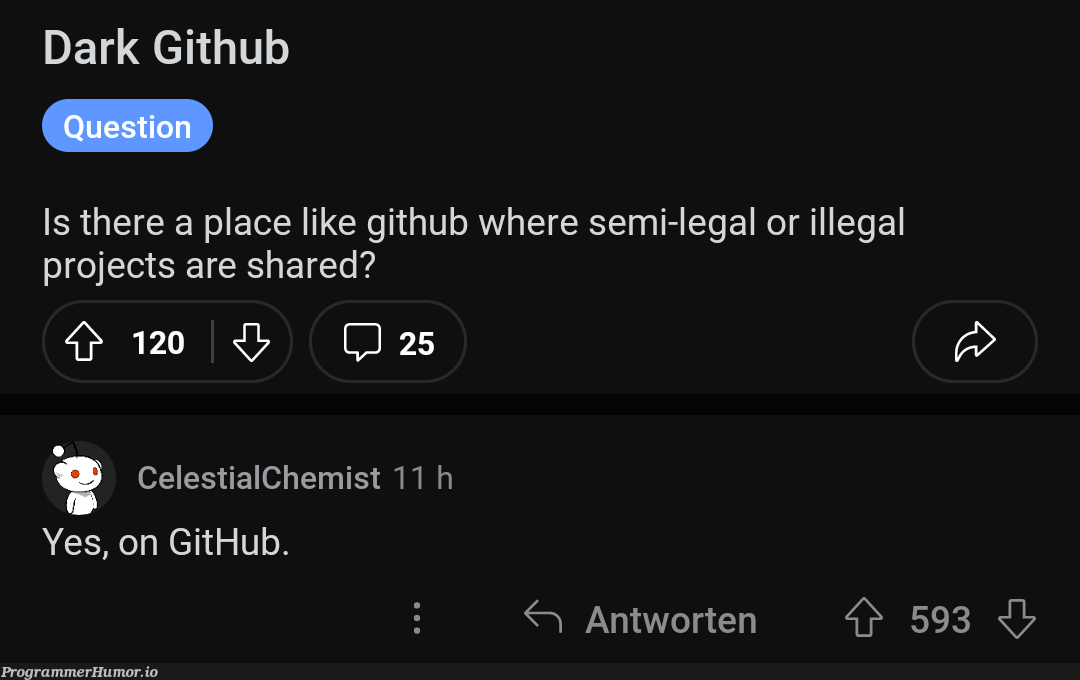 Dark Github
Question
Is there a place like github where semi-legal or illegal
projects are shared?
120
25
CelestialChemist 11 h
Yes, on GitHub.
Antworten
593
ProgrammerHumor.io